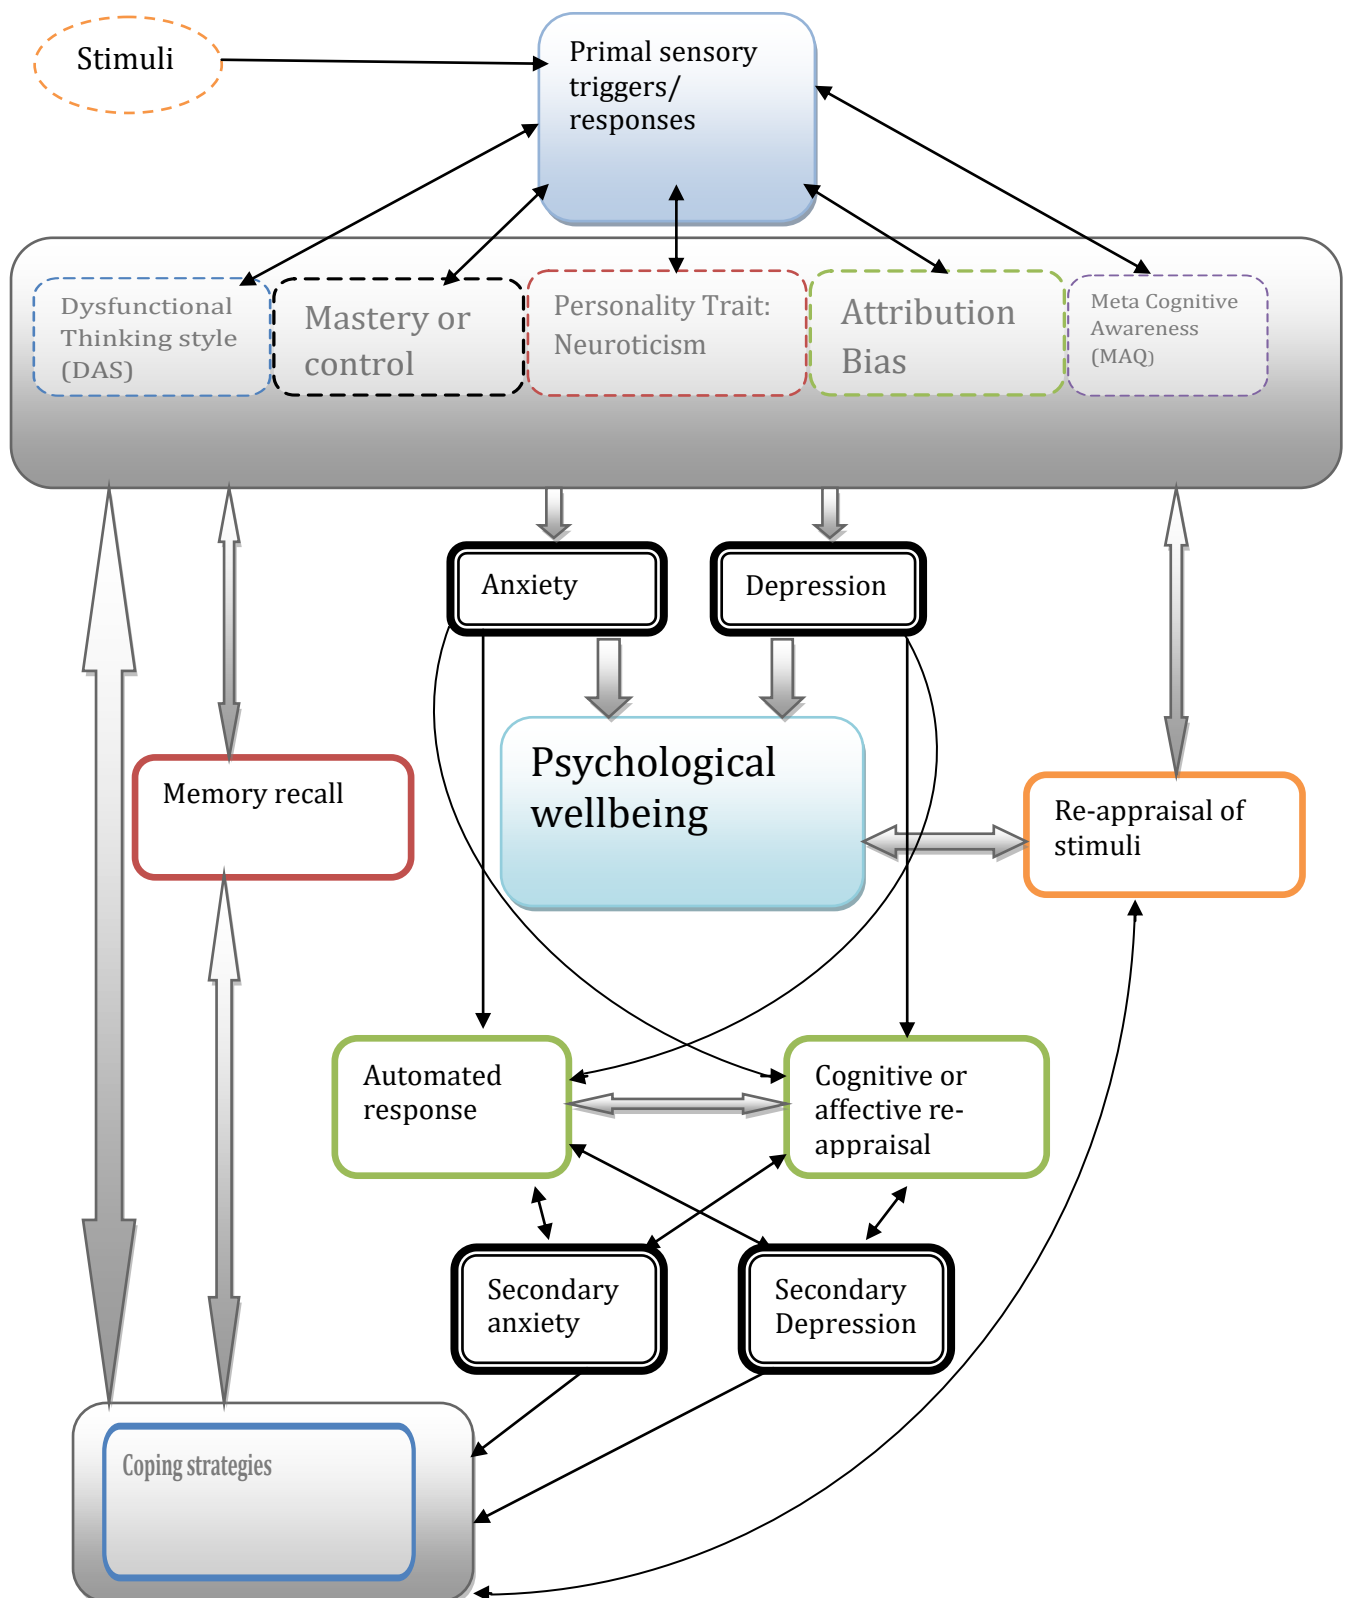 Stimuli
Primal sensory
triggers/
responses
Dysfunctional
Thinking style
(DAS)
Mastery or
control
Personality Trait:
Neuroticism
Attribution
Bias
Meta Cognitive
Awareness
(MAQ)
Anxiety
Depression
Psychological
wellbeing
Memory recall
Re-appraisal of
stimuli
Automated
response
Cognitive or
affective re-
appraisal
Secondary
anxiety
Secondary
Depression
Coping strategies